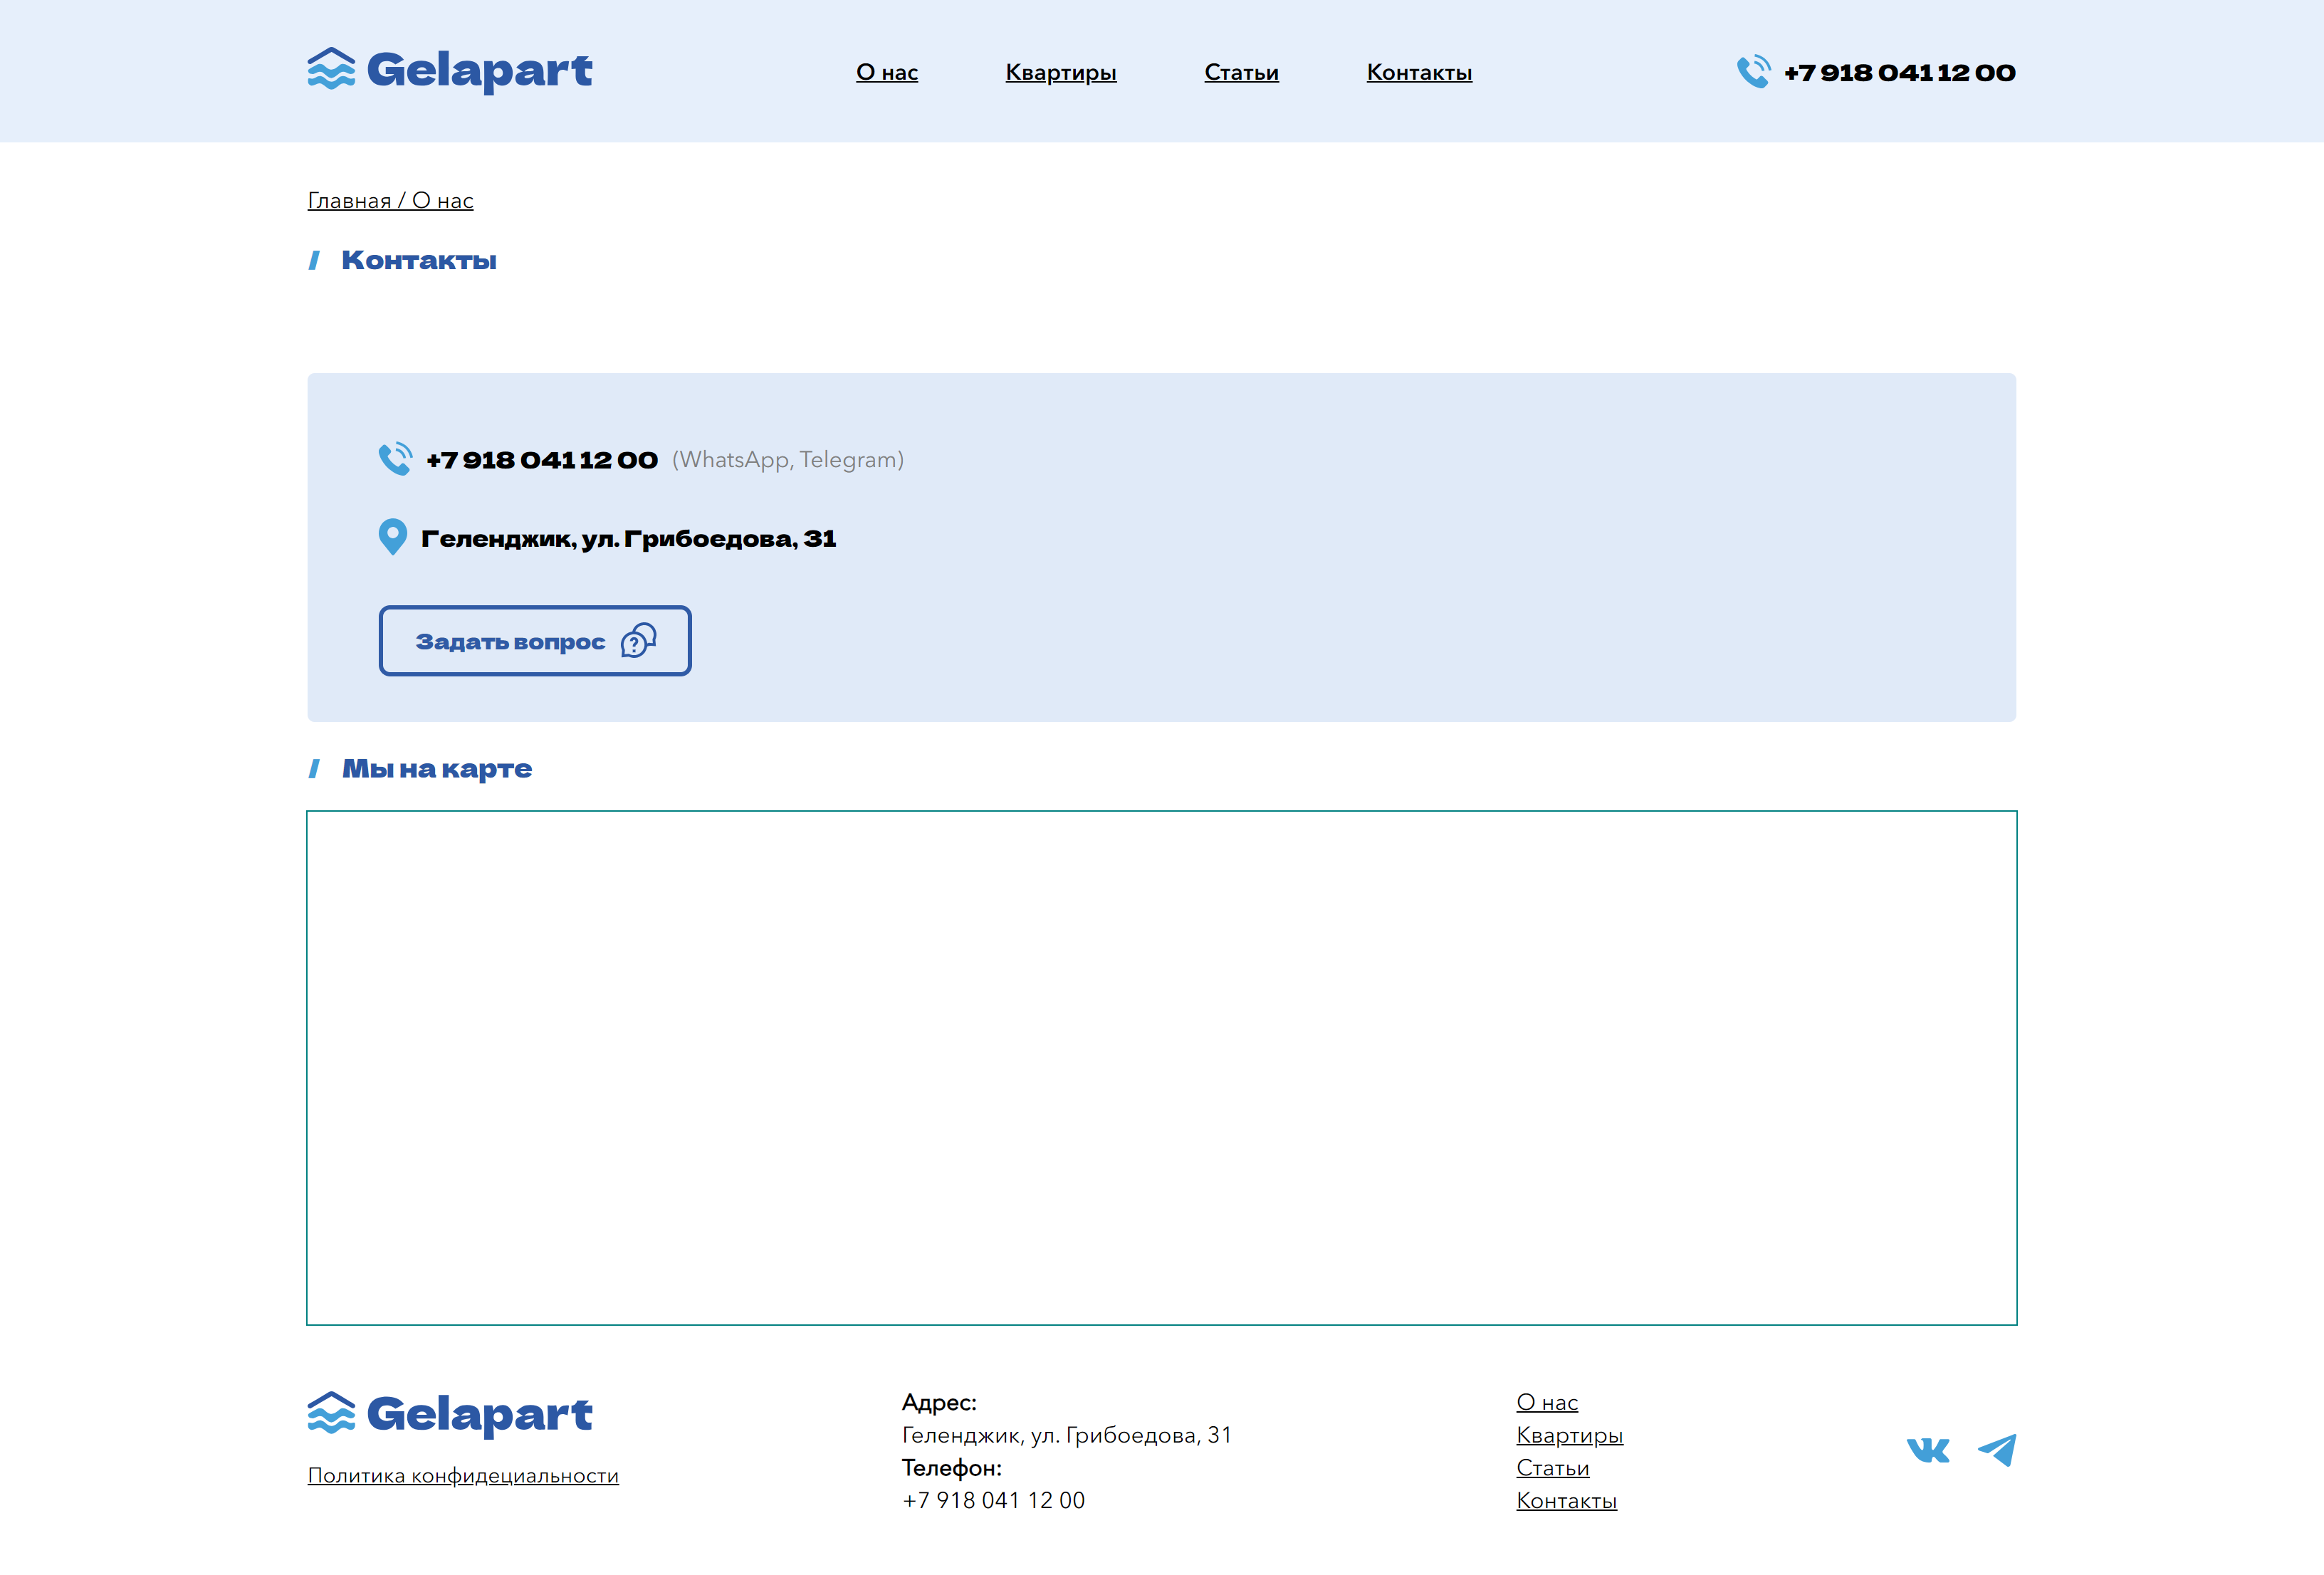 Gelapart
О нас Квартиры Статьи Контакты
+7 918 041 12 00
Главная / О нас
/ Контакты
+7 918 041 12 00 (WhatsApp, Telegram)
Геленджик, ул. Грибоедова, 31
Задать вопрос
/ Мы на карте
Gelapart
Политика конфидециальности
Адрес:
Геленджик, ул. Грибоедова, 31
Телефон:
+7 918 041 12 00
О нас
Квартиры
Статьи
Контакты